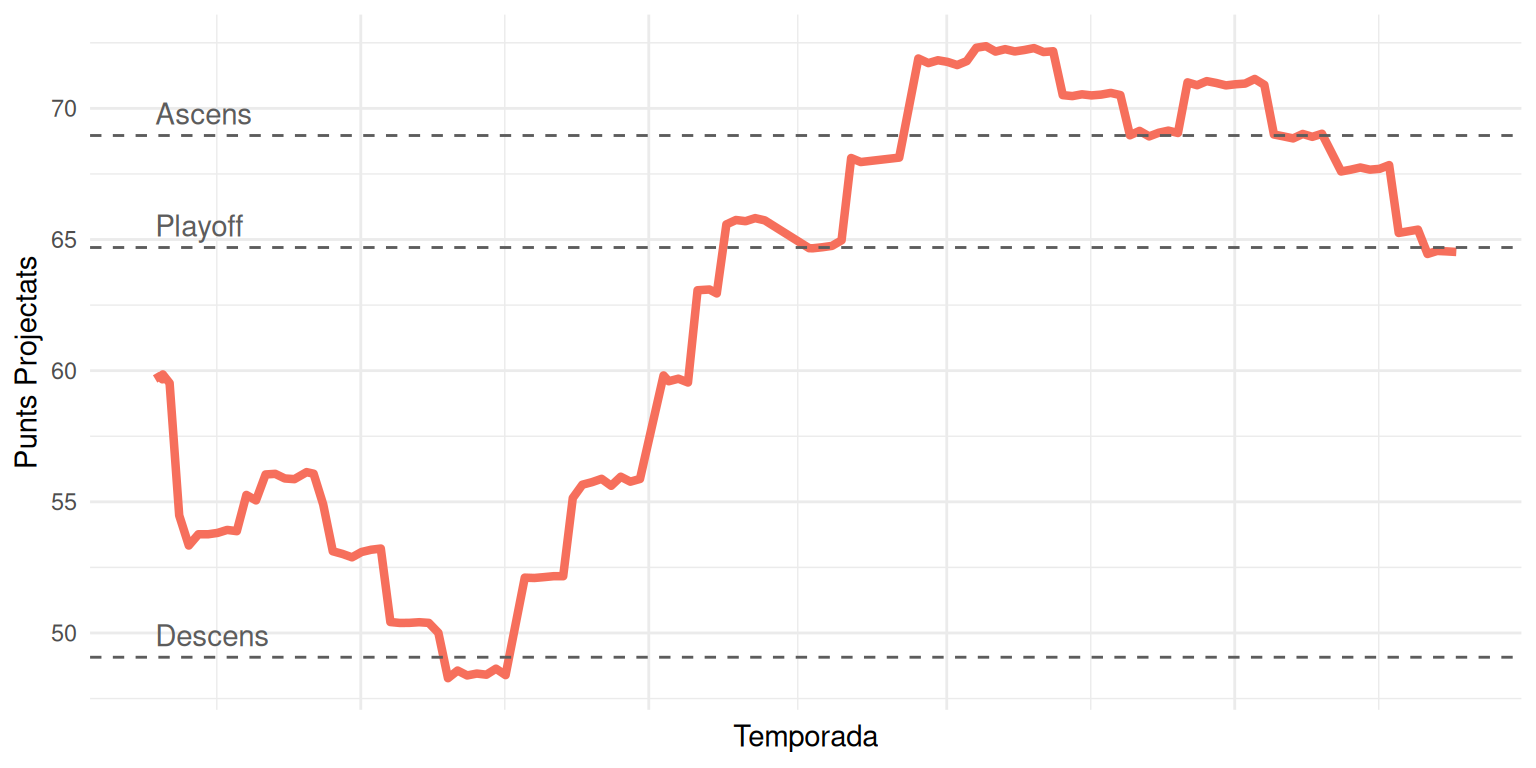 70
65
60
55
50
Punts Projectats
Ascens
Playoff
Descens
Temporada